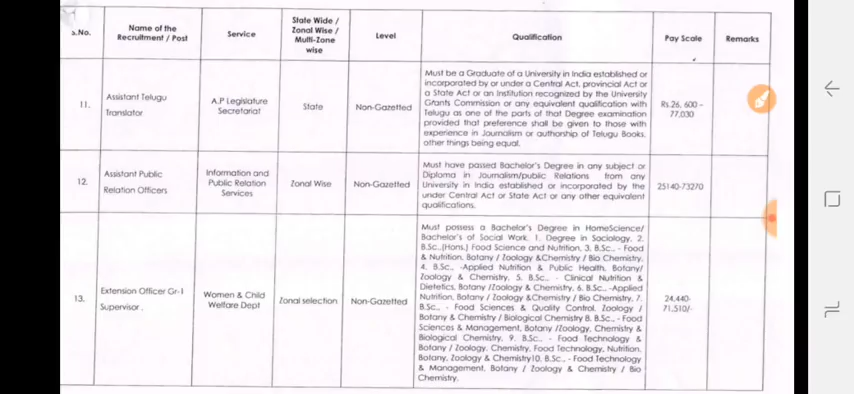 s.No.
Name of the
Recruitment / Post
Service
State Wide /
Zonal Wise /
Multi-Zone
wise
Level
Qualification
Pay Scale
Remarks
11.
Assistant Telugu
Translator
A.P Legislature
Secretariat
State
Non-Gazetted
Must be a Graduate of a University in India established or
incorporated by or under a Central Act, provincial Act or
a State Act or an Institution recognized by the University
Grants Commission or any equivalent qualification with
Telugu as one of the parts of that Degree examination
provided that preference shall be given to those with
experience in Journalism or authorship of Telugu Books,
other things being equal.
Rs.26, 600 –
77,030
12.
Assistant Public
Relation Officers
Information and
Public Relation
Services
Zonal Wise
Non-Gazetted
Must have passed Bachelor's Degree in any subject or
Diploma in Journalism/public Relations from any
University in India established or incorporated by the
under Central Act or State Act or any other equivalent
qualifications.
25140-73270
13.
Extension Officer Gr-1
Supervisor .
Women & Child
Welfare Dept
Zonal selection
Non-Gazetted
Must possess a Bachelor's Degree in HomeScience/
Bachelor's of Social Work. 1. Degree in Sociology, 2.
B.Sc.,(Hons.) Food Science and Nutrition, 3. B.Sc., - Food
& Nutrition, Botany / Zoology &Chemistry / Bio Chemistry,
4. B.Sc., -Applied Nutrition & Public Health, Botany/
Zoology & Chemistry, 5. B.Sc., - Clinical Nutrition &
Dietetics, Botany /Zoology & Chemistry, 6. B.Sc., -Applied
Nutrition, Botany / Zoology &Chemistry / Bio Chemistry, 7.
B.Sc., - Food Sciences & Quality Control, Zoology /
Botany & Chemistry / Biological Chemistry 8. B.Sc., - Food
Sciences & Management, Botany /Zoology, Chemistry &
Biological Chemistry, 9. B.Sc., - Food Technology &
Botany / Zoology, Chemistry, Food Technology, Nutrition,
Botany, Zoology & Chemistry10. B.Sc., - Food Technology
& Management, Botany / Zoology & Chemistry / Bio
Chemistry.
24,440-
71,510/-